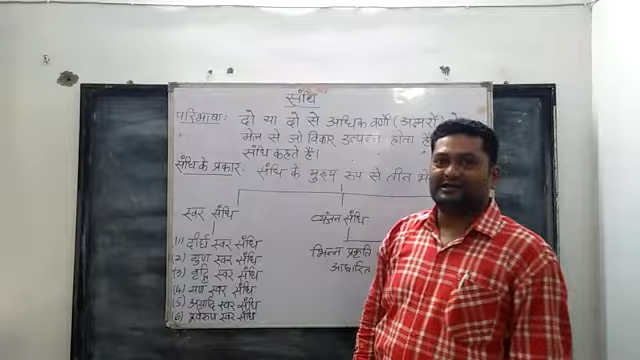 संधि
परिभाषा: दो या दो से अधिक वर्णों (अक्षरों) के
मेल से जो विकार उत्पन्न होता है
संधि कहते हैं।
संधि के प्रकार: संधि के मुख्य रूप से तीन भे
स्वर संधि व्यंजन संधि
(1) दीर्घ स्वर संधि
(2) गुण स्वर संधि
(3) वृद्धि स्वर संधि
(4) यण स्वर संधि
(5) अयादि स्वर संधि
(6) पूर्वरूप स्वर संधि
भिन्न प्रकृति
आधारित